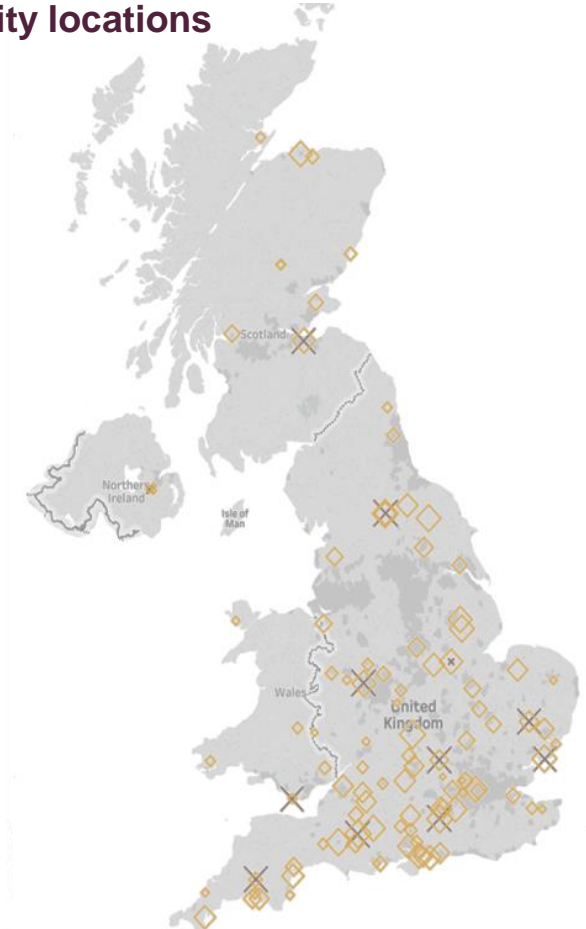 ity locations
Scotland
Northern
Ireland
Isle of
Man
Wales
United
Kingdom